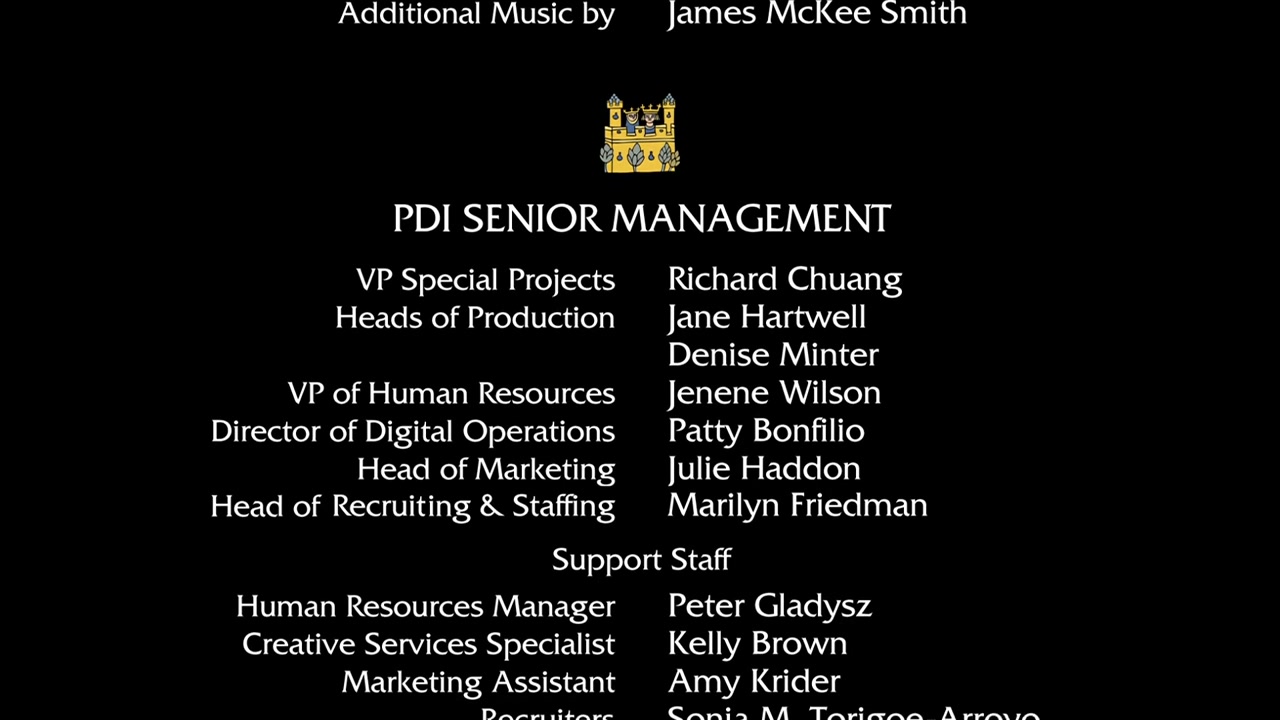 Additional Music by James McKee Smith
PDI SENIOR MANAGEMENT
VP Special Projects Richard Chuang
Heads of Production Jane Hartwell
Denise Minter
VP of Human Resources Jenene Wilson
Director of Digital Operations Patty Bonfilio
Head of Marketing Julie Haddon
Head of Recruiting & Staffing Marilyn Friedman
Support Staff
Human Resources Manager Peter Gladysz
Creative Services Specialist Kelly Brown
Marketing Assistant Amy Krider
Recruiters Sonja M. Torigoe-Arroyo